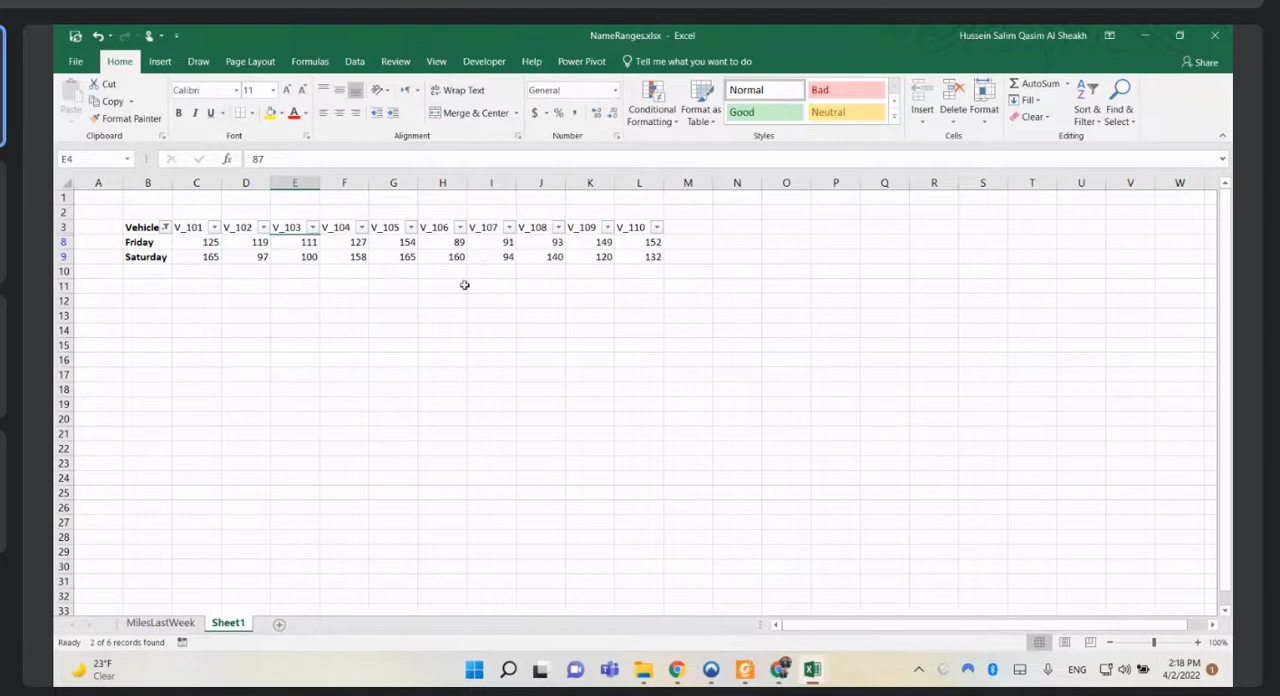 NameRanges.xlsx - Excel
Hussein Salim Qasim Al Sheakh
File Home Insert Draw Page Layout Formulas Data Review View Developer Help Power Pivot Tell me what you want to do
Share
Paste
Cut
Copy
Format Painter
Clipboard
Calibri 11
B I U
Font
Wrap Text
Merge & Center
Alignment
General
$ % ,
Number
Conditional Formatting
Format as Table
Normal Bad
Good Neutral
Styles
Insert Delete Format
Cells
AutoSum
Fill
Clear
Sort & Filter
Find & Select
Editing
E4 fx 87
A B C D E F G H I J K L M N O P Q R S T U V W
1
2
3 Vehicle V_101 V_102 V_103 V_104 V_105 V_106 V_107 V_108 V_109 V_110
8 Friday 125 119 111 127 154 89 91 93 149 152
9 Saturday 165 97 100 158 165 160 94 140 120 132
10
11
12
13
14
15
16
17
18
19
20
21
22
23
24
25
26
27
28
29
30
31
32
33
MilesLastWeek Sheet1
Ready 2 of 6 records found
100%
23°F
Clear
ENG
2:18 PM
4/2/2022
1